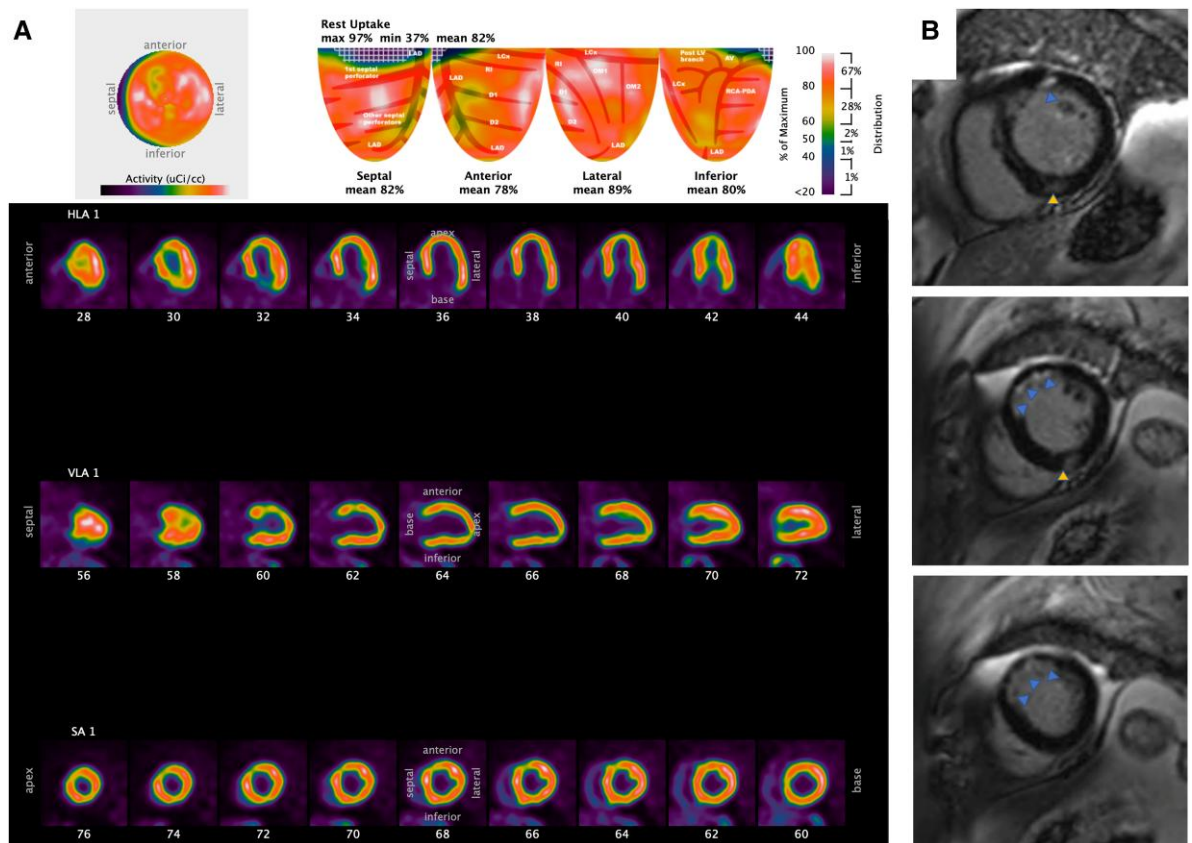 A
B
anterior
septal
lateral
inferior
Activity (uCi/cc)
Rest Uptake
max 97% min 37% mean 82%
LAD
1st septal
perforator
Other septal
perforators
LAD
LCx
RI
LAD
D1
D2
LAD
LCx
RI
OM1
D1
OM2
D2
Post LV
branch
AV
LCx
RCA-PDA
LAD
Septal
mean 82%
Anterior
mean 78%
Lateral
mean 89%
Inferior
mean 80%
% of Maximum
100
80
60
50
40
<20
67%
28%
2%
1%
1%
Distribution
HLA 1
anterior
apex
septal
lateral
base
inferior
28 30 32 34 36 38 40 42 44
VLA 1
septal
anterior
base
apex
inferior
lateral
56 58 60 62 64 66 68 70 72
SA 1
apex
anterior
septal
lateral
inferior
base
76 74 72 70 68 66 64 62 60